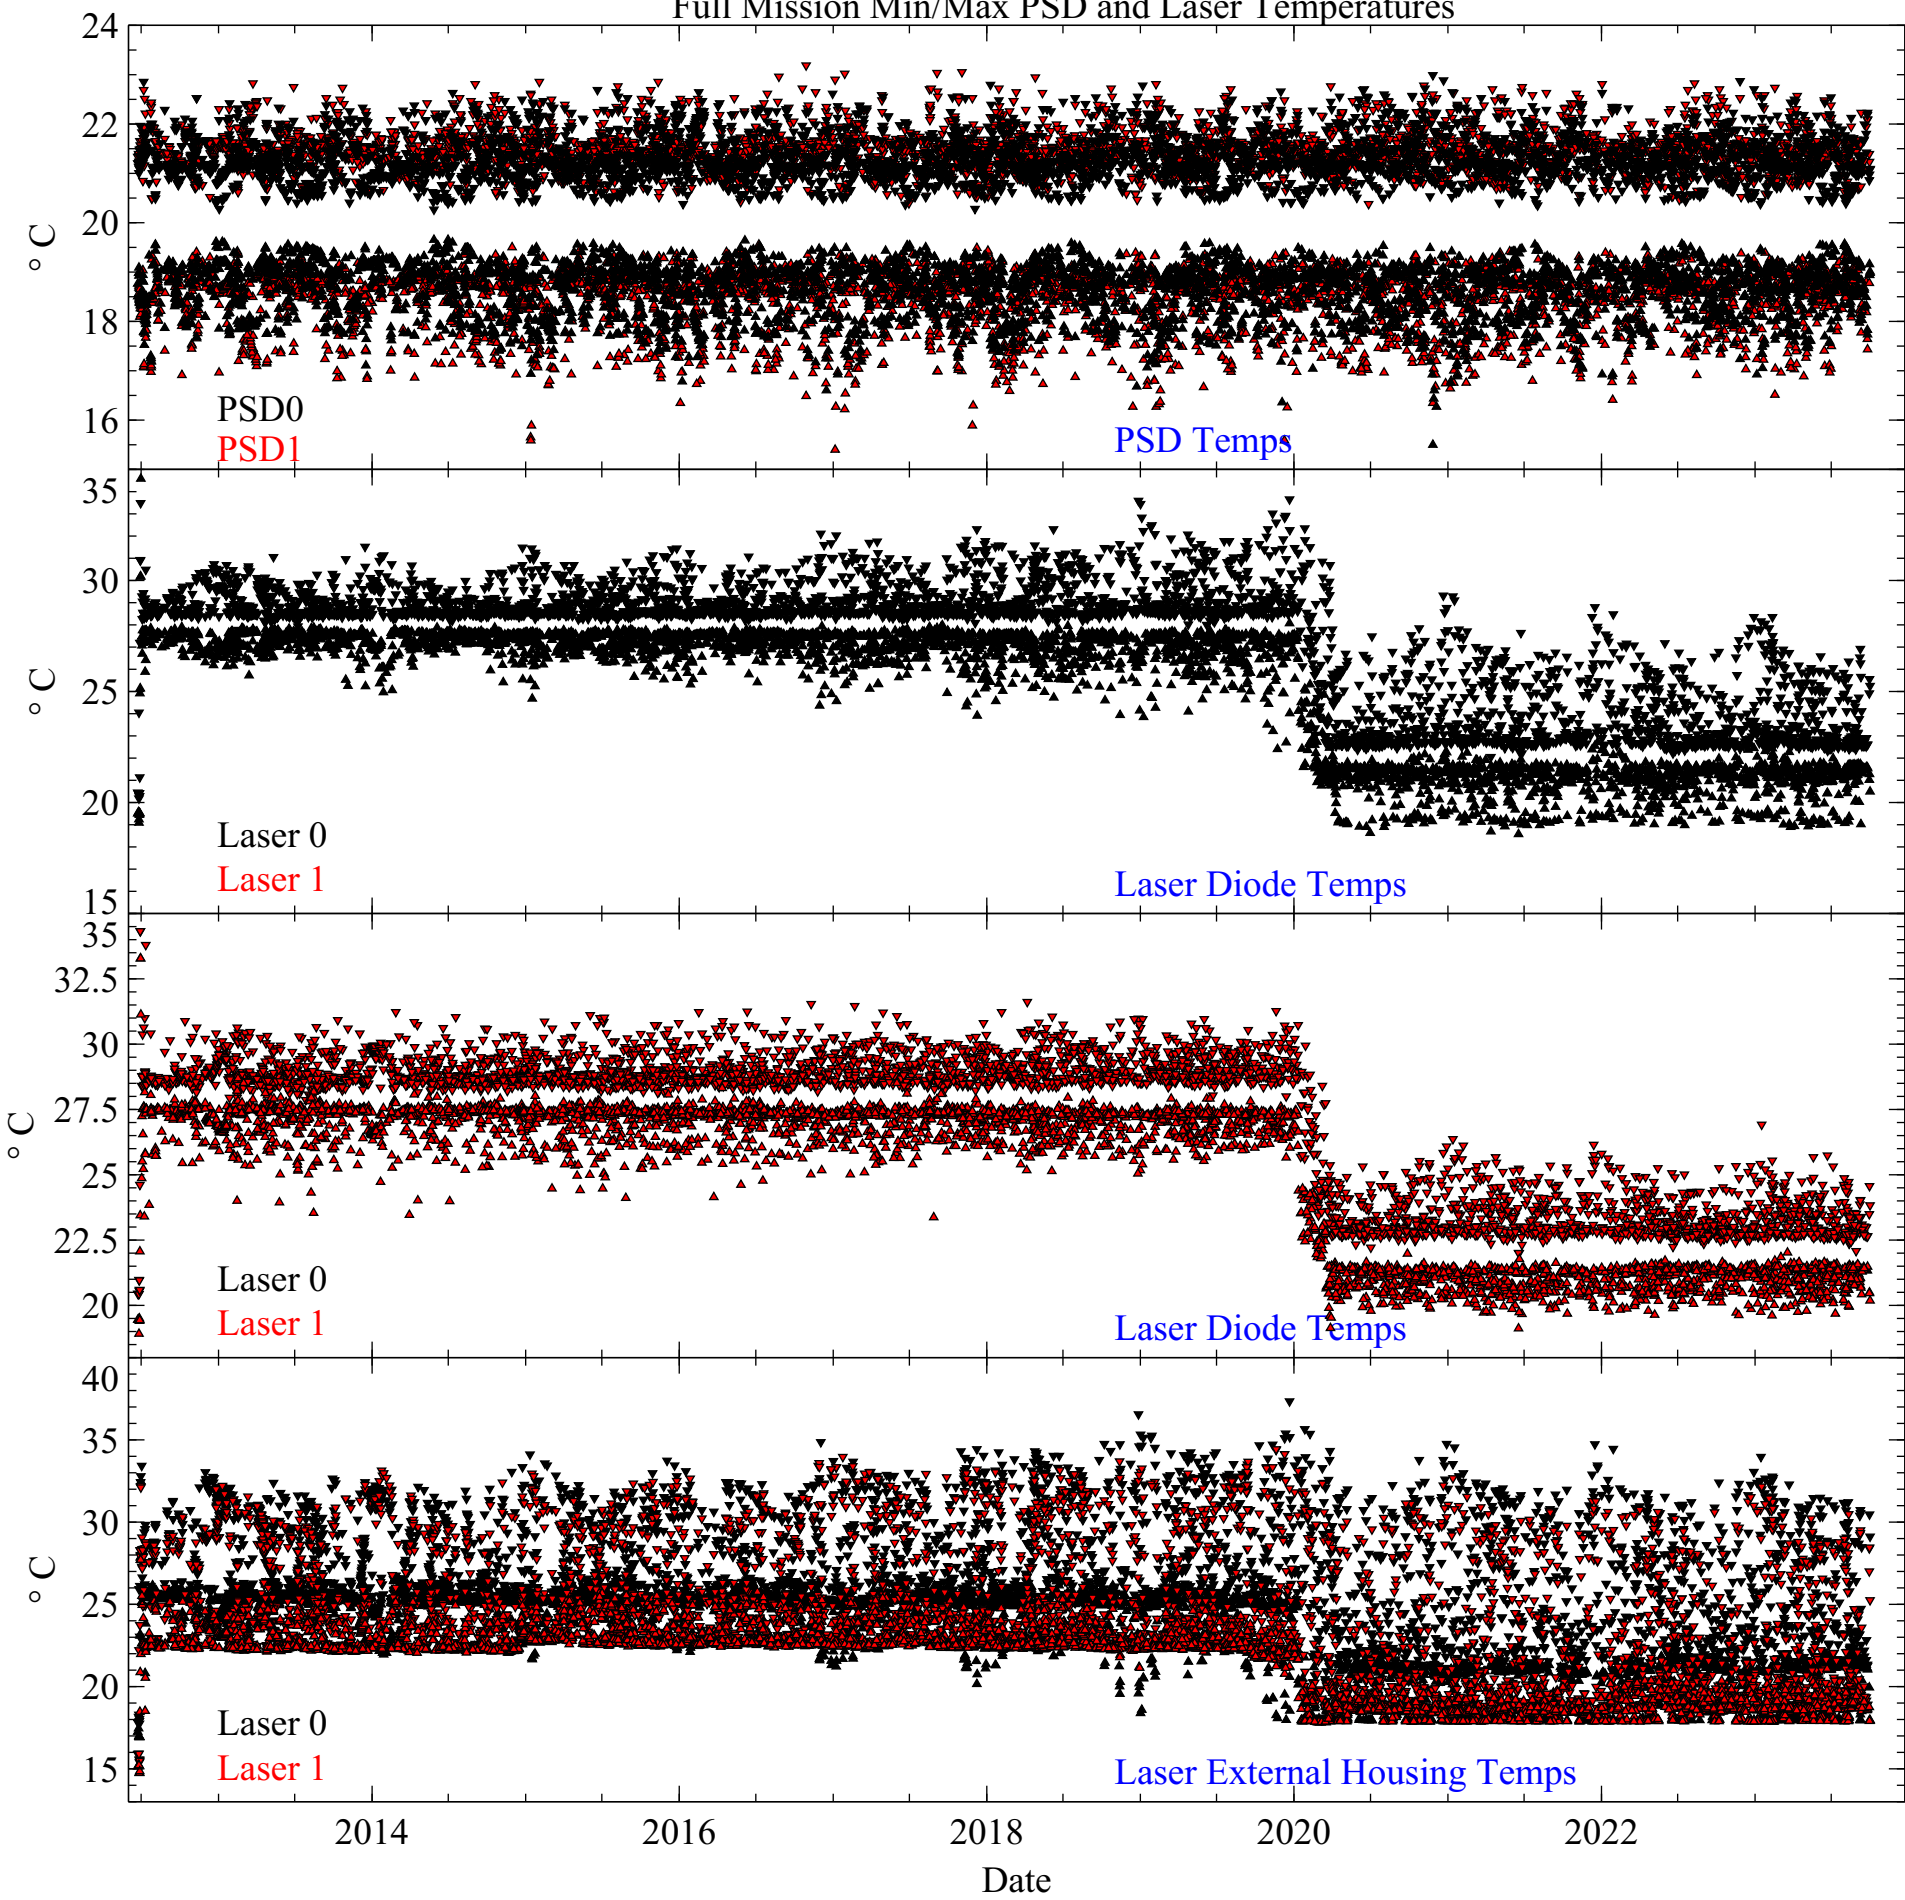 Full Mission Min/Max PSD and Laser Temperatures
24
22
20
18
16
° C
PSD0
PSD1
PSD Temps
35
30
25
20
15
° C
Laser 0
Laser 1
Laser Diode Temps
35
32.5
30
27.5
25
22.5
20
° C
Laser 0
Laser 1
Laser Diode Temps
40
35
30
25
20
15
° C
Laser 0
Laser 1
Laser External Housing Temps
2014 2016 2018 2020 2022
Date